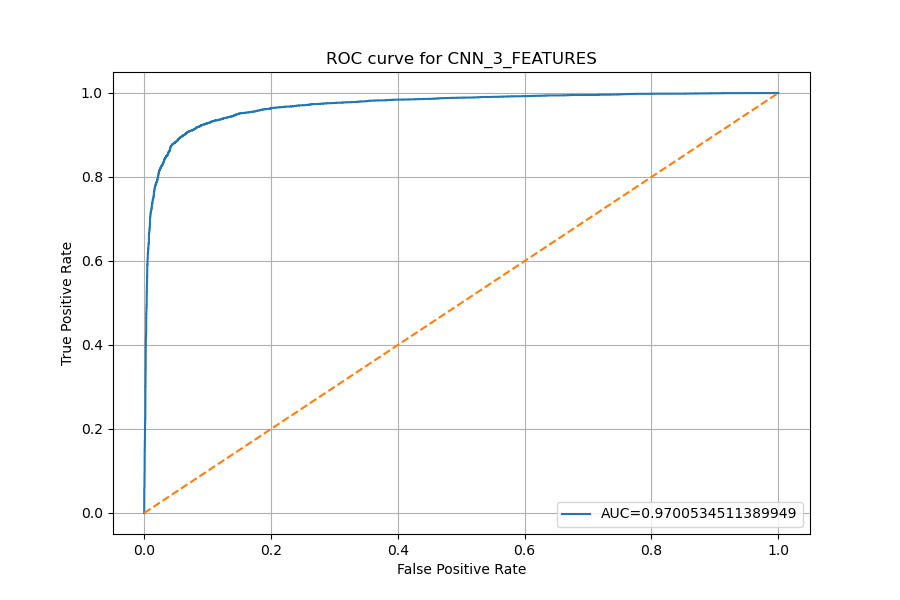 ROC curve for CNN_3_FEATURES
True Positive Rate
1.0
0.8
0.6
0.4
0.2
0.0
AUC=0.9700534511389949
0.0 0.2 0.4 0.6 0.8 1.0
False Positive Rate